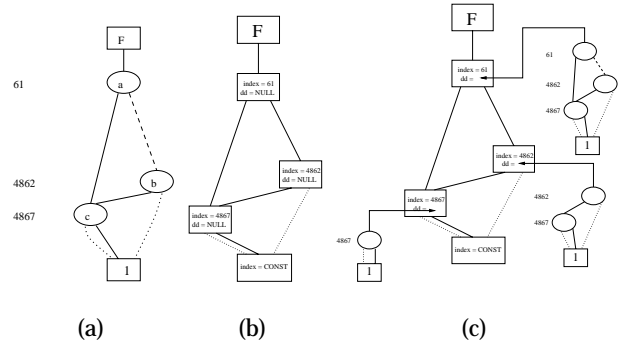 F
a
61
b
4862
c
4867
1
(a)
F
index = 61
dd = NULL
index = 4862
dd = NULL
index = 4867
dd = NULL
index = CONST
(b)
F
index = 61
dd =
index = 4862
dd =
index = 4867
dd =
index = CONST
61
4862
4867
1
4862
4867
1
4867
1
(c)